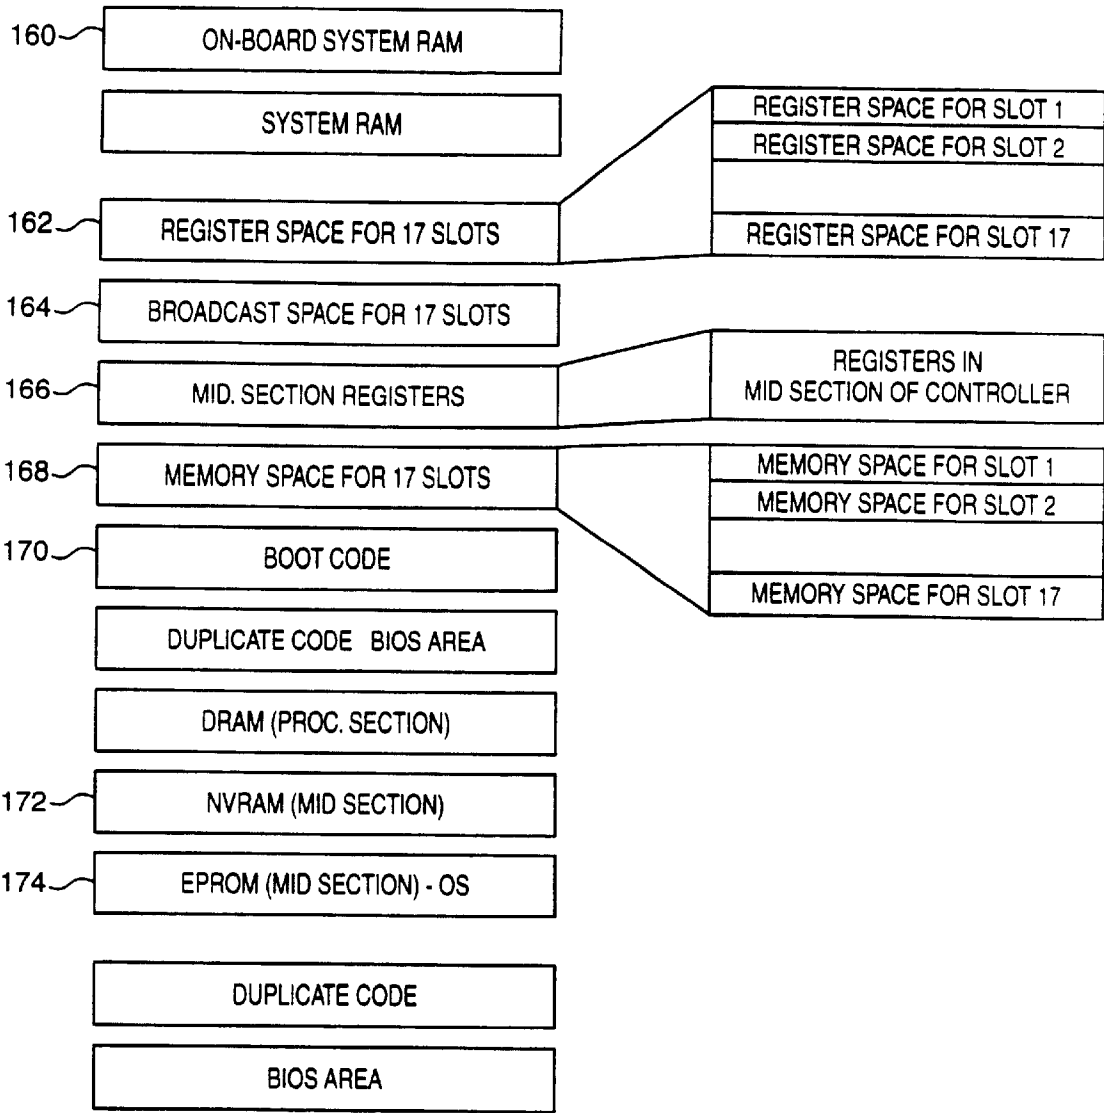 160
ON-BOARD SYSTEM RAM
SYSTEM RAM
162
REGISTER SPACE FOR 17 SLOTS
REGISTER SPACE FOR SLOT 1
REGISTER SPACE FOR SLOT 2
REGISTER SPACE FOR SLOT 17
164
BROADCAST SPACE FOR 17 SLOTS
166
MID. SECTION REGISTERS
REGISTERS IN
MID SECTION OF CONTROLLER
168
MEMORY SPACE FOR 17 SLOTS
MEMORY SPACE FOR SLOT 1
MEMORY SPACE FOR SLOT 2
MEMORY SPACE FOR SLOT 17
170
BOOT CODE
DUPLICATE CODE BIOS AREA
DRAM (PROC. SECTION)
172
NVRAM (MID SECTION)
174
EPROM (MID SECTION) - OS
DUPLICATE CODE
BIOS AREA